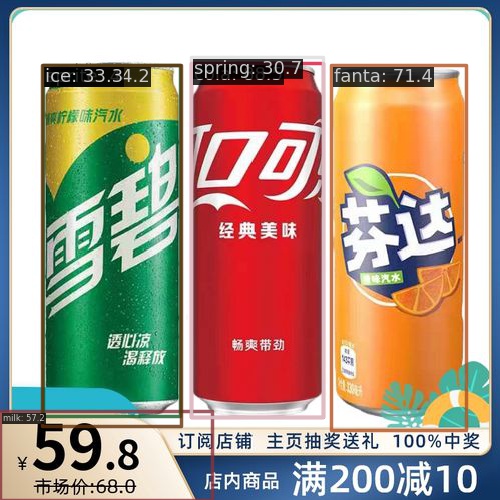 ice: 33.34.2
spring: 30.7
fanta: 71.4
爽柠檬味汽水
雪碧
口可
经典美味
畅爽带劲
芬达
橙味汽水
透心凉
渴释放
milk: 57.2
¥59.8
市场价:68.0
订阅店铺 主页抽奖送礼 100%中奖
店内商品 满200减10